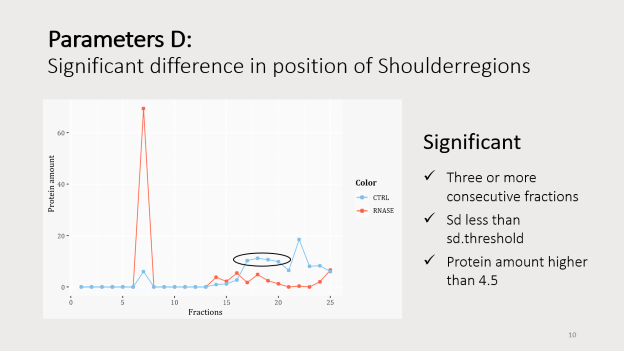 Parameters D:
Significant difference in position of Shoulderregions
Protein amount
60
40
20
0
0 5 10 15 20 25
Fractions
Color
CTRL
RNASE
Significant
✓ Three or more
consecutive fractions
✓ Sd less than
sd.threshold
✓ Protein amount higher
than 4.5
10